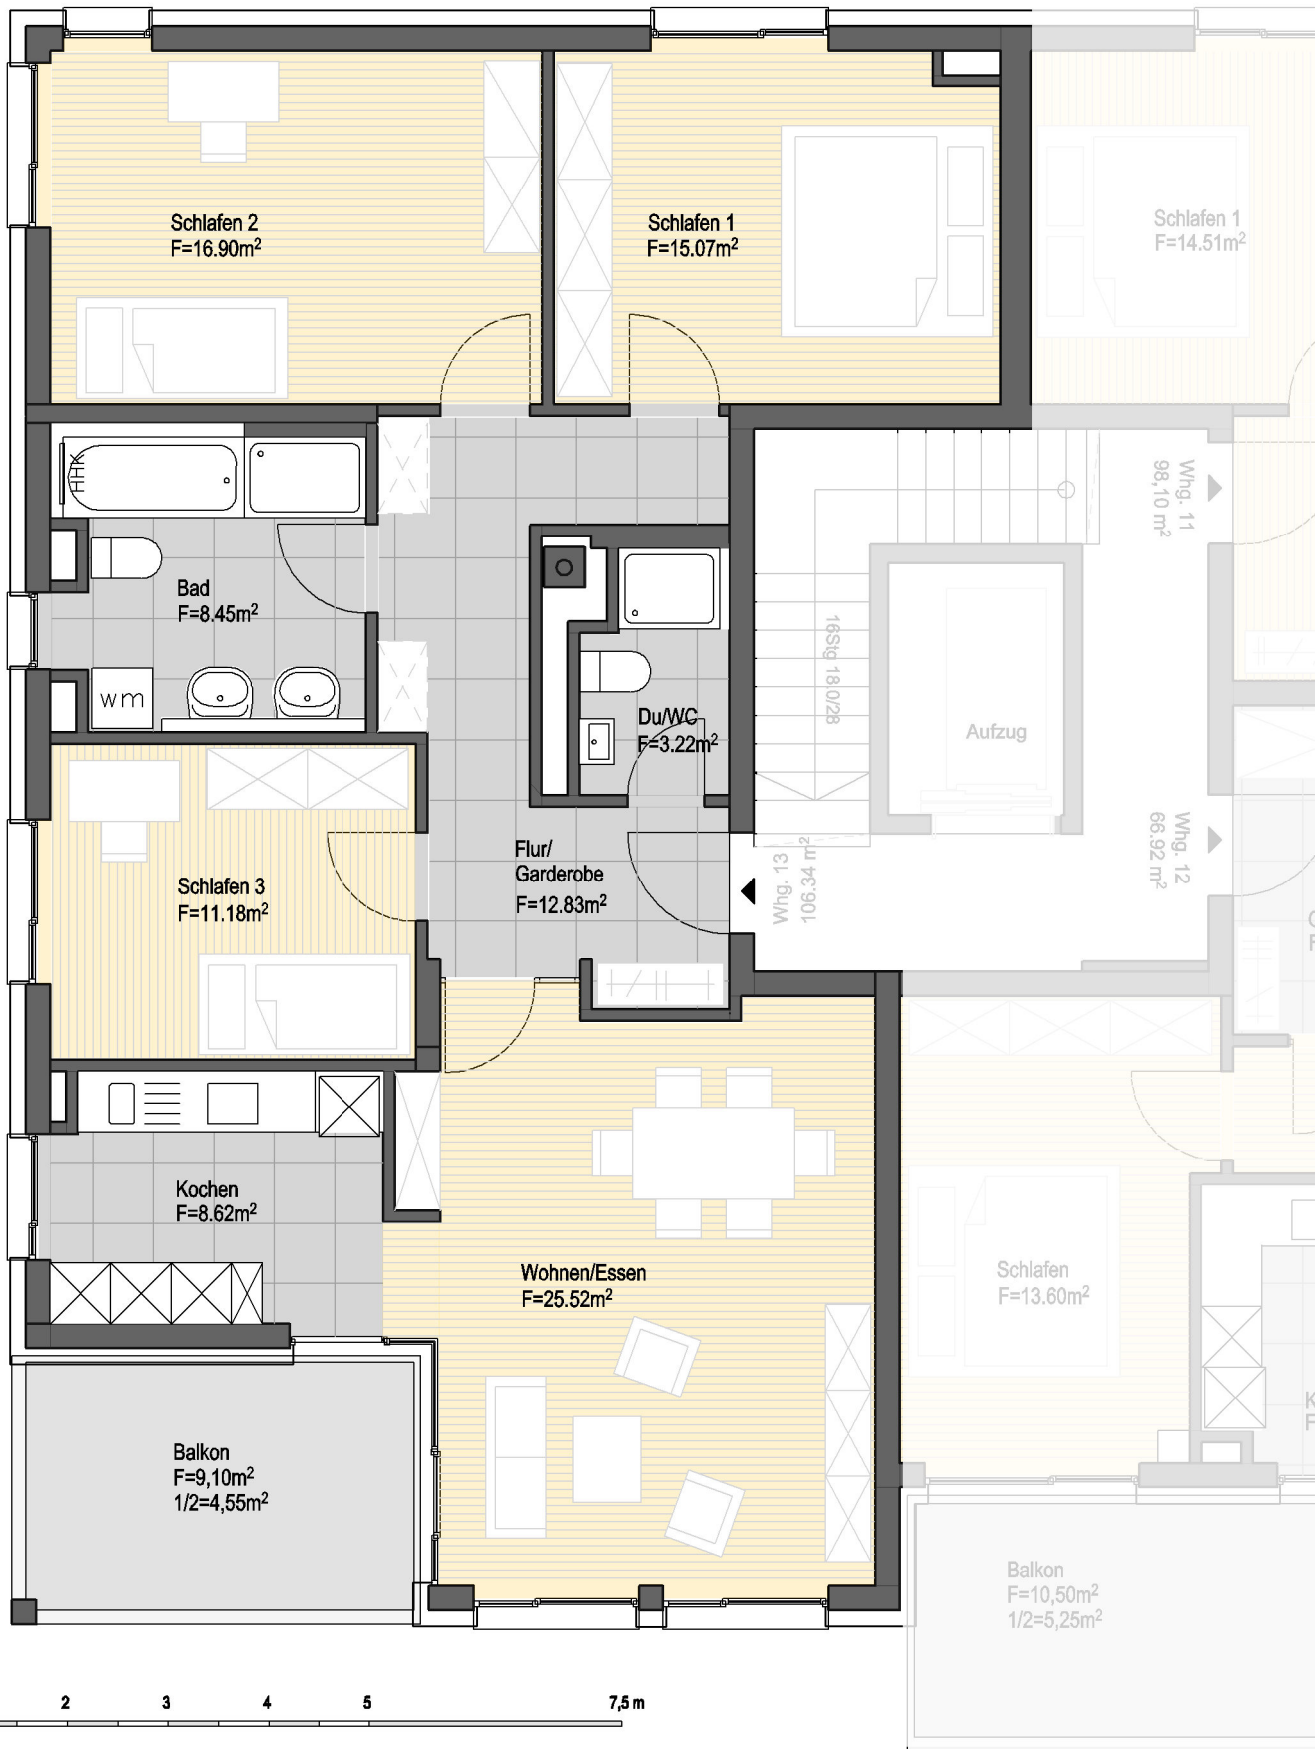 Schlafen 2
F=16.90m²
Schlafen 1
F=15.07m²
Schlafen 1
F=14.51m²
HHK
Bad
F=8.45m²
wm
Whg. 11
98,10 m²
16Stg 18.0/28
Aufzug
Du/WC
F=3.22m²
Flur/
Garderobe
F=12.83m²
Whg. 13
106.34 m²
Whg. 12
66.92 m²
Schlafen 3
F=11.18m²
Kochen
F=8.62m²
Wohnen/Essen
F=25.52m²
Schlafen
F=13.60m²
K
F
Balkon
F=9,10m²
1/2=4,55m²
Balkon
F=10,50m²
1/2=5,25m²
2 3 4 5 7,5 m